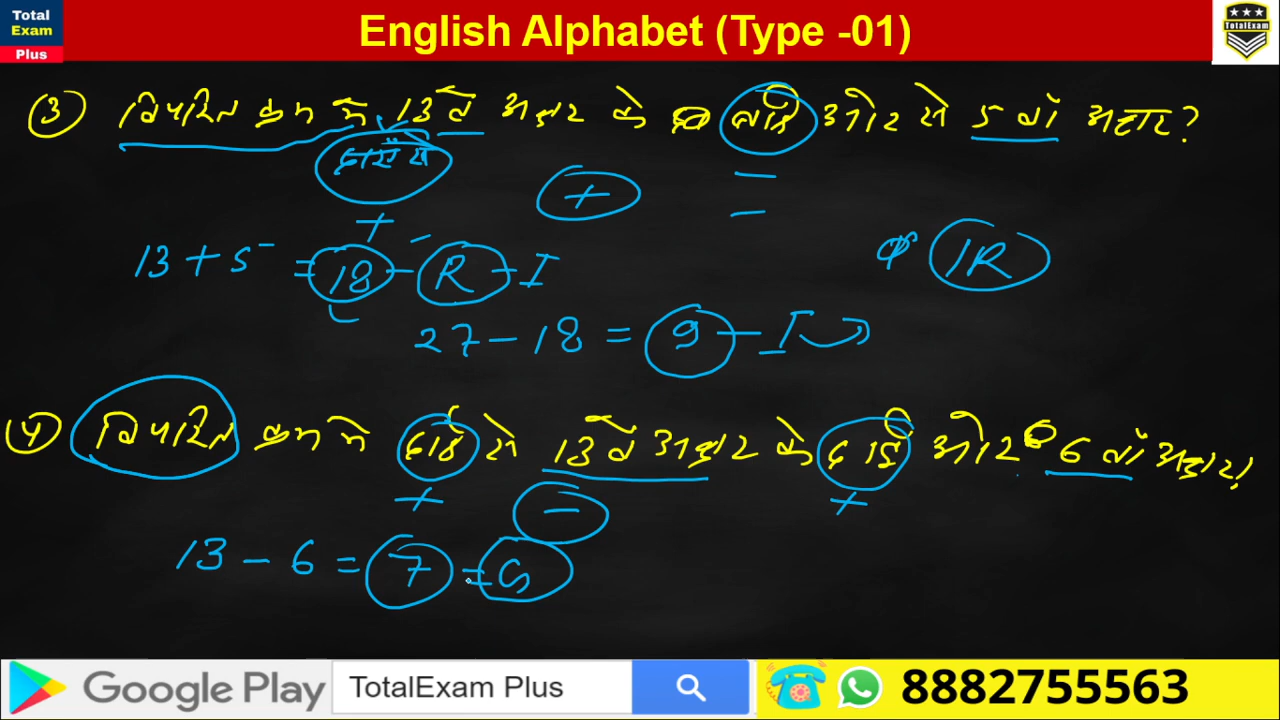 Total
Exam
Plus
English Alphabet (Type -01)
TotalExam
③ विपरित क्रम में 13वें अक्षर के बाईं ओर से 5 वाँ अक्षर?
दाएँ से
+
+
13 + 5 = 18 - R - I
IR
27 - 18 = 9 - I
④ विपरित क्रम में दाईं से 13वें अक्षर के दाईं ओर 6 वाँ अक्षर!
+ - +
13 - 6 = 7 = G
Google Play
TotalExam Plus
8882755563